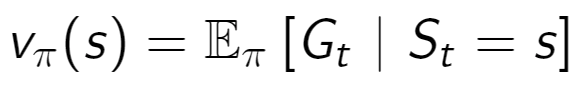 v_π(s) = 𝔼_π [G_t | S_t = s]